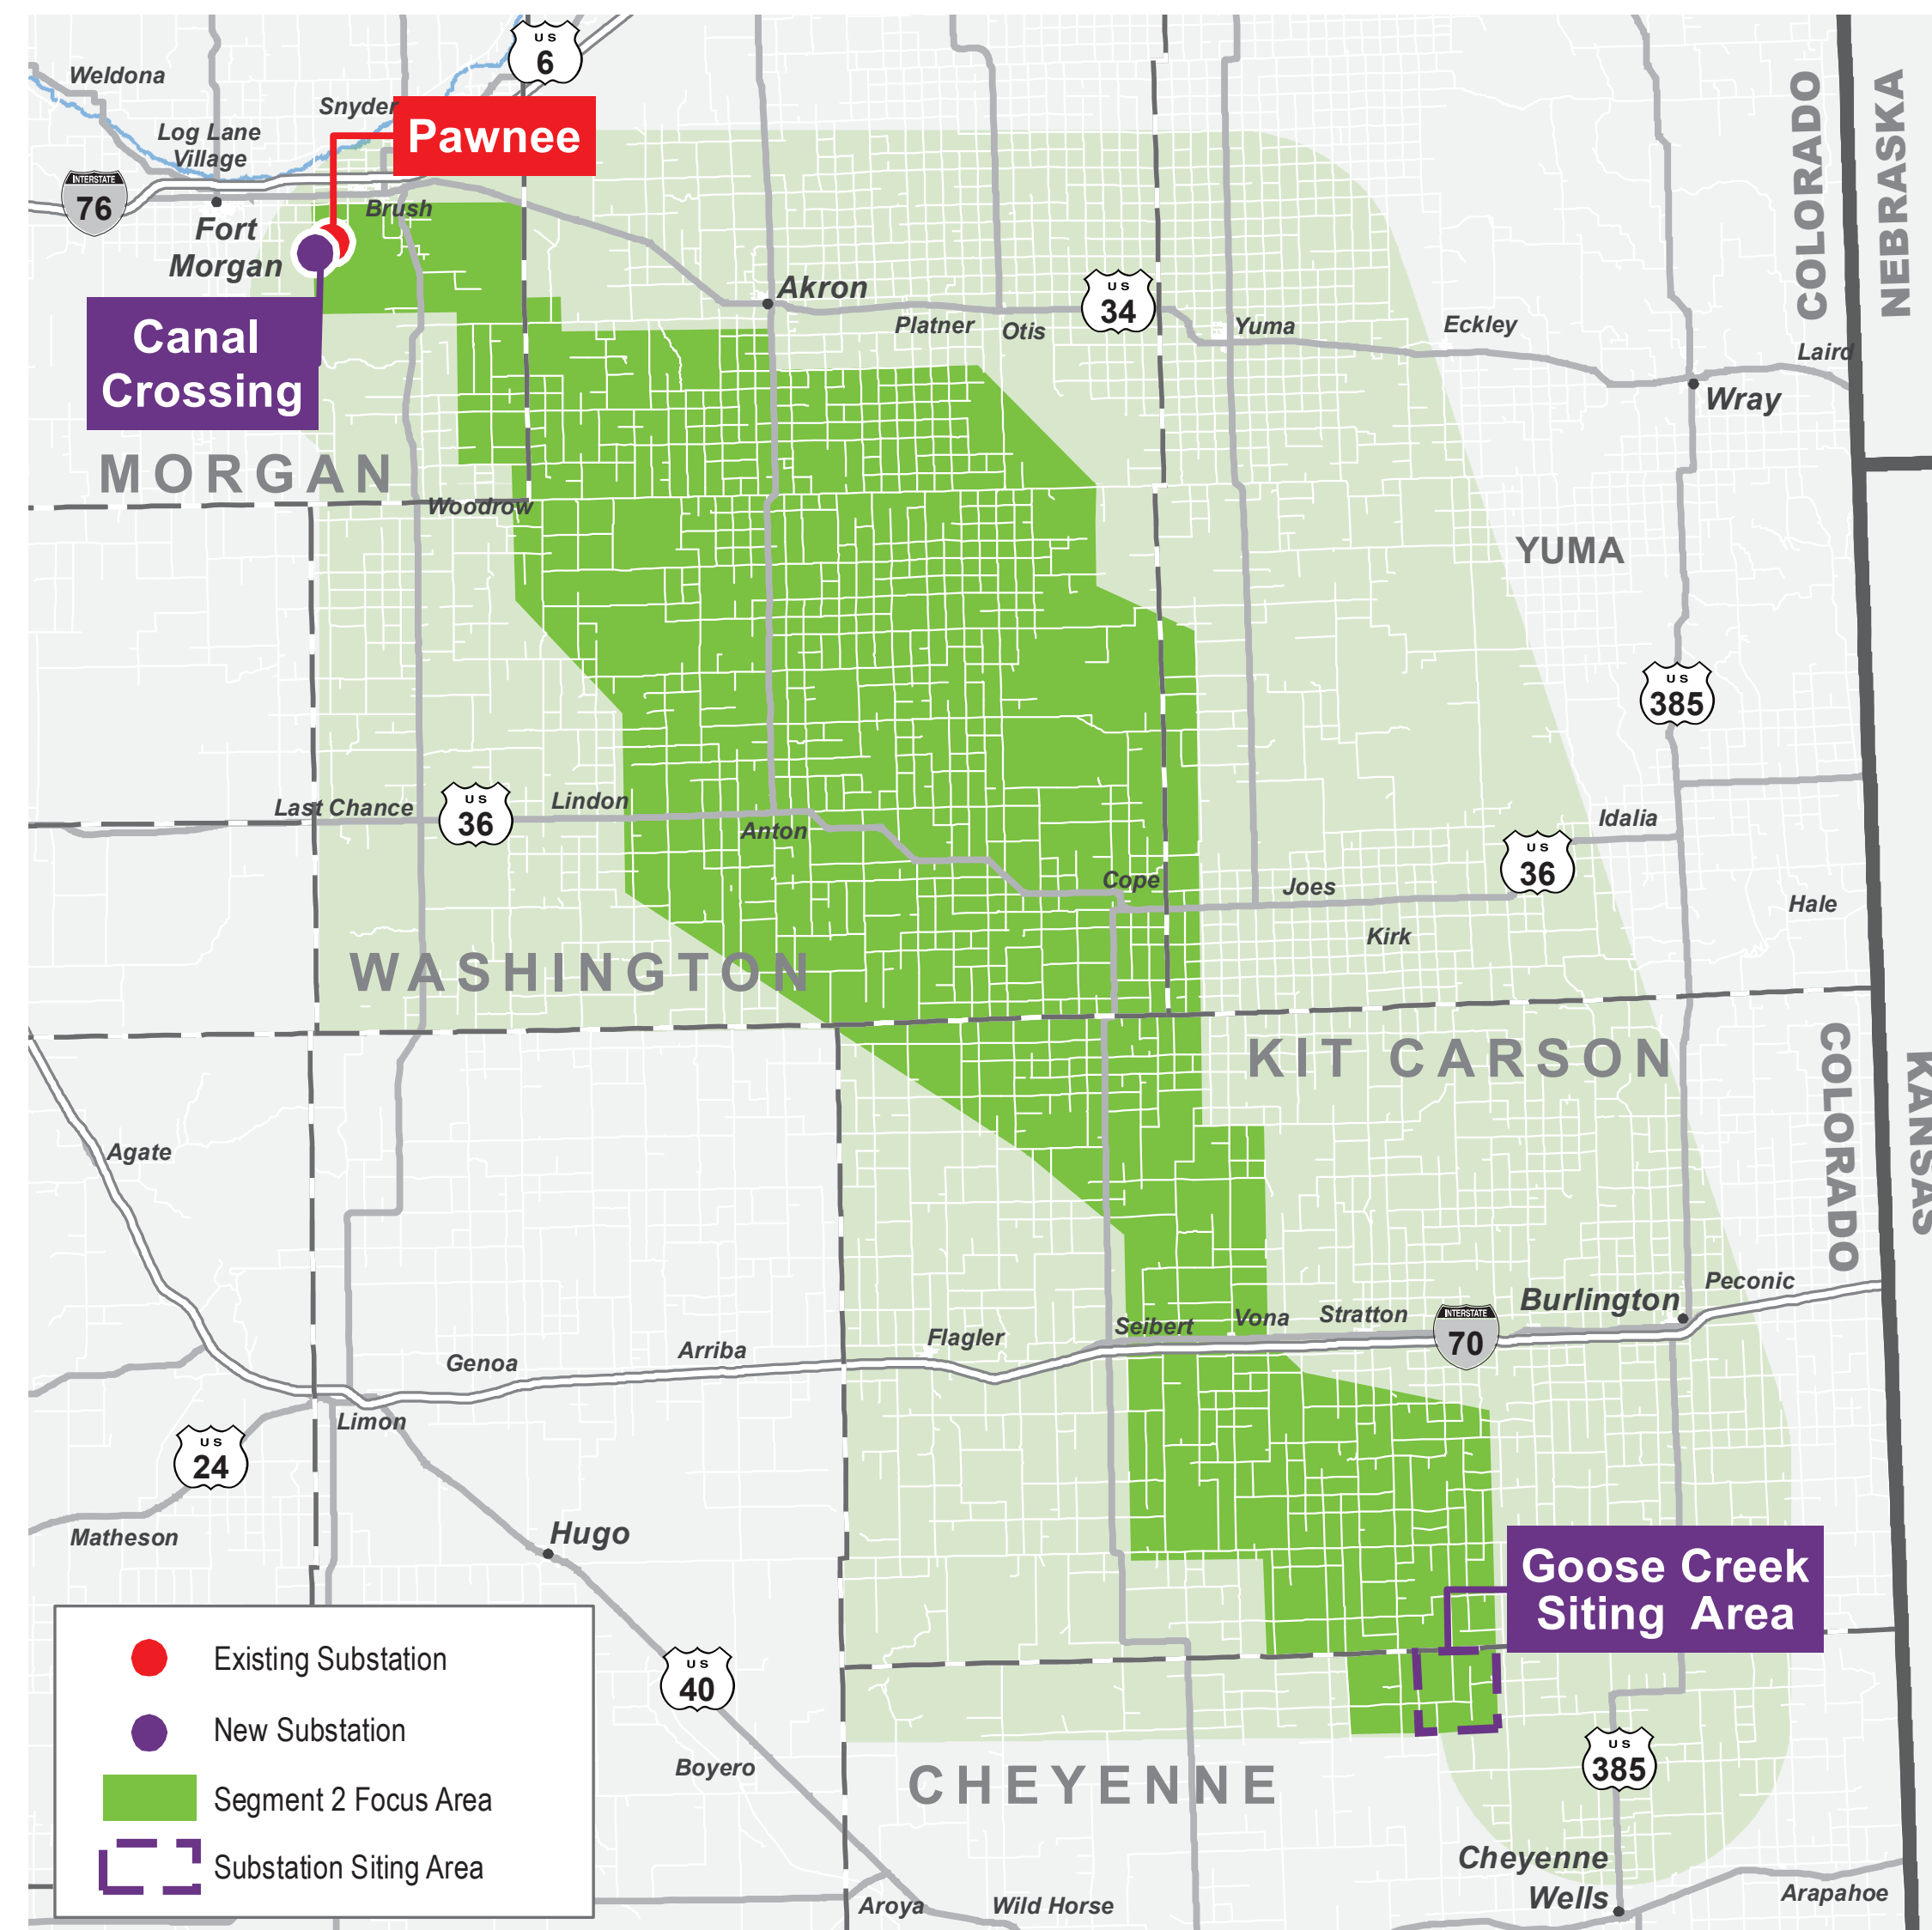 Weldona
US
6
Snyder
Pawnee
Log Lane
Village
INTERSTATE
76
Brush
Fort
Morgan
Canal
Crossing
Akron
US
34
Platner
Otis
Yuma
Eckley
Laird
Wray
COLORADO
NEBRASKA
MORGAN
Woodrow
YUMA
US
385
Last Chance
US
36
Lindon
Anton
Idalia
US
36
Cope
Joes
Hale
Kirk
WASHINGTON
KIT CARSON
COLORADO
KANSAS
Agate
Peconic
Burlington
Stratton
Vona
Seibert
INTERSTATE
70
Flagler
Arriba
Genoa
Limon
US
24
Matheson
Hugo
Goose Creek
Siting Area
US
40
Boyero
CHEYENNE
US
385
Cheyenne
Wells
Arapahoe
Aroya
Wild Horse
Existing Substation
New Substation
Segment 2 Focus Area
Substation Siting Area